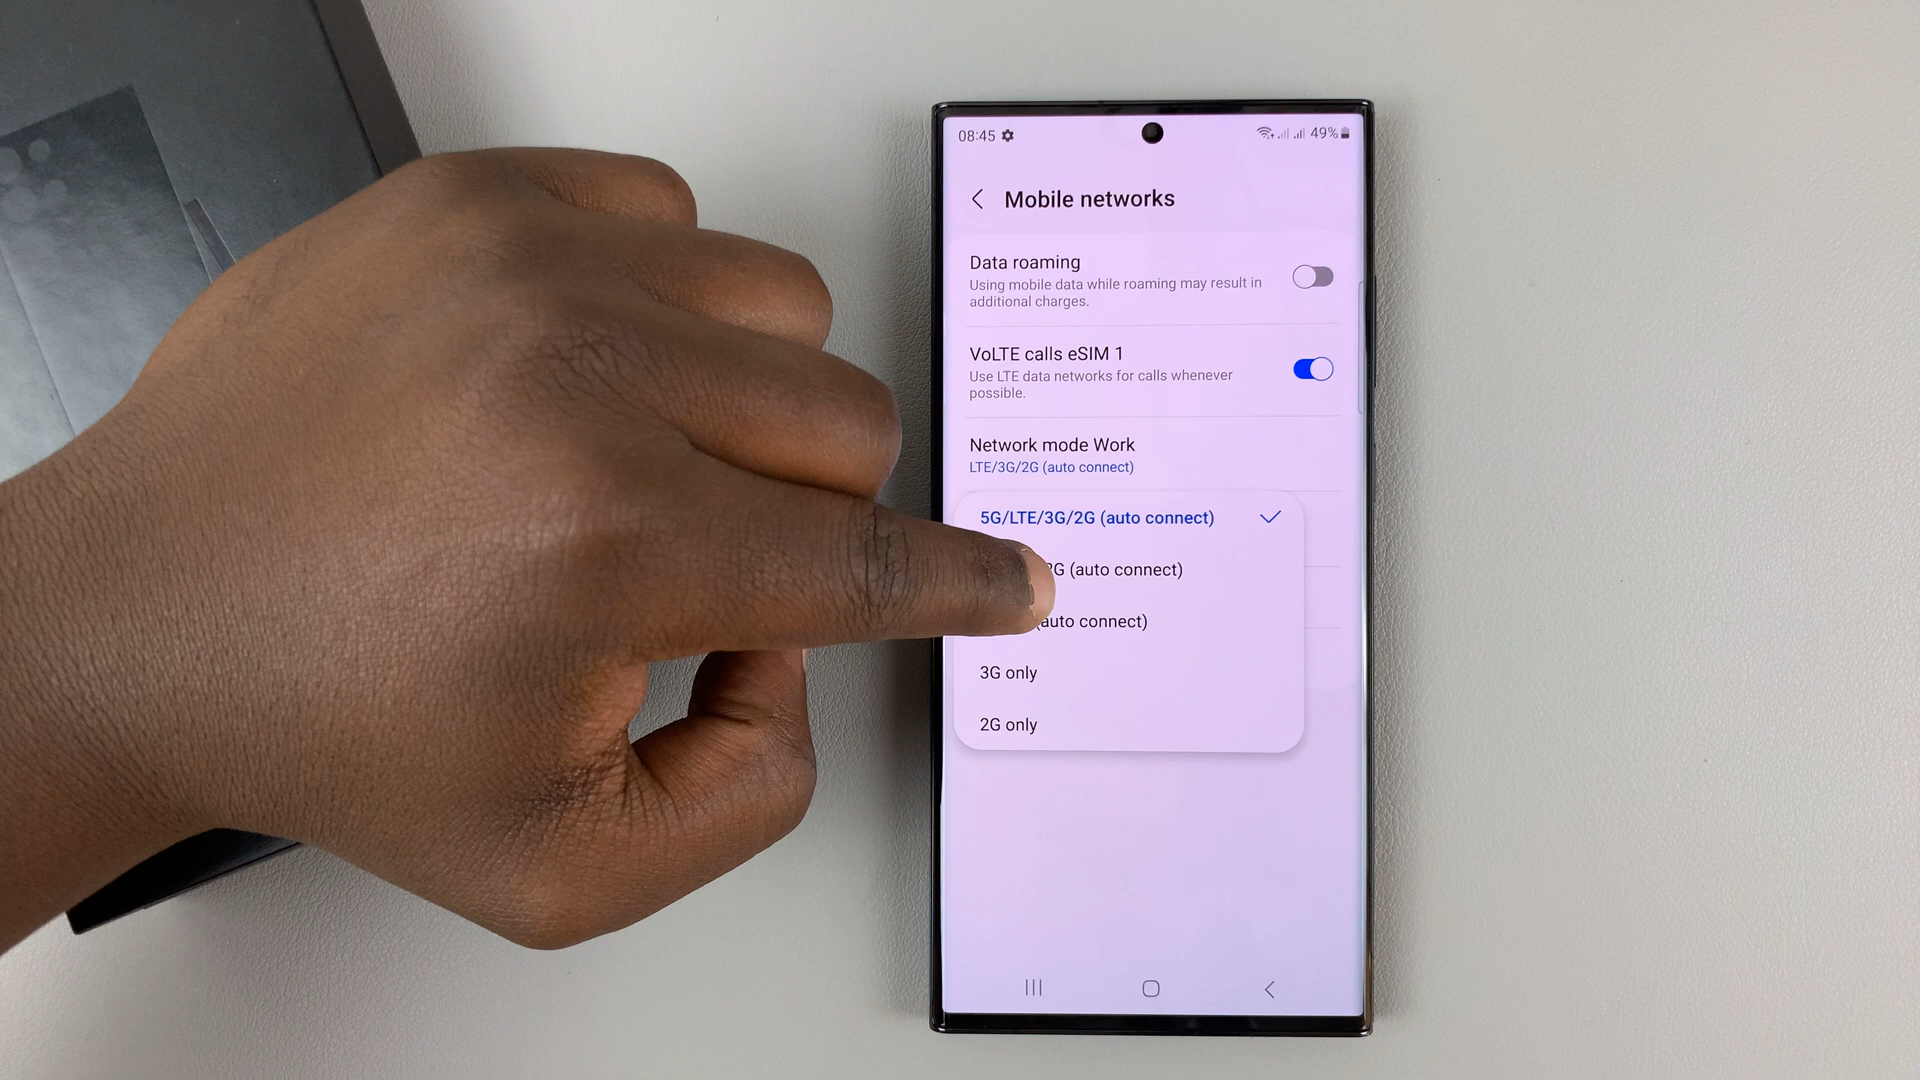 08:45
49%
Mobile networks
Data roaming
Using mobile data while roaming may result in
additional charges.
VoLTE calls eSIM 1
Use LTE data networks for calls whenever
possible.
Network mode Work
LTE/3G/2G (auto connect)
5G/LTE/3G/2G (auto connect)
(auto connect)
(auto connect)
3G only
2G only